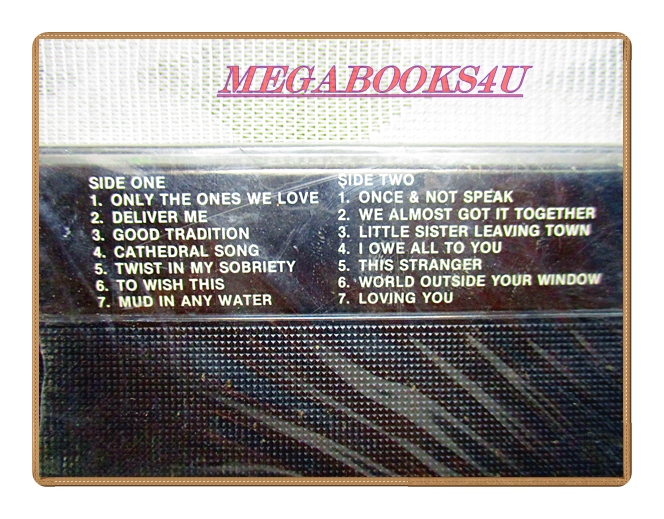 MEGABOOKS4U
SIDE ONE
1. ONLY THE ONES WE LOVE
2. DELIVER ME
3. GOOD TRADITION
4. CATHEDRAL SONG
5. TWIST IN MY SOBRIETY
6. TO WISH THIS
7. MUD IN ANY WATER
SIDE TWO
1. ONCE & NOT SPEAK
2. WE ALMOST GOT IT TOGETHER
3. LITTLE SISTER LEAVING TOWN
4. I OWE ALL TO YOU
5. THIS STRANGER
6. WORLD OUTSIDE YOUR WINDOW
7. LOVING YOU